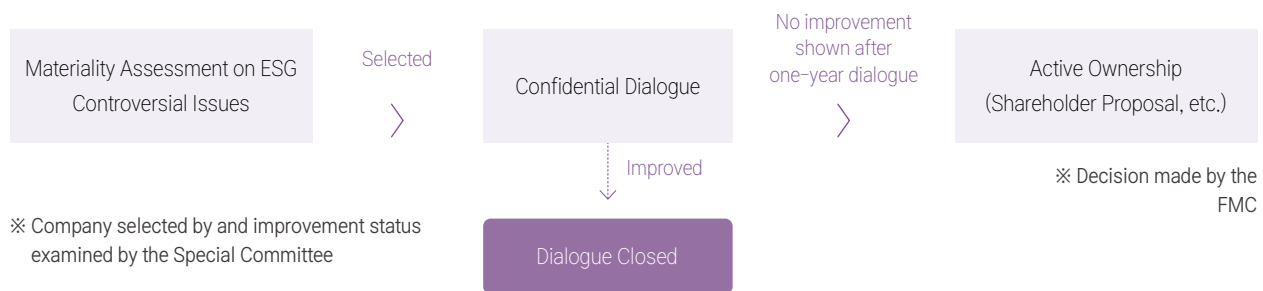 Materiality Assessment on ESG
Controversial Issues
Selected
Confidential Dialogue
No improvement
shown after
one-year dialogue
Active Ownership
(Shareholder Proposal, etc.)
Improved
※ Decision made by the
FMC
※ Company selected by and improvement status
examined by the Special Committee
Dialogue Closed